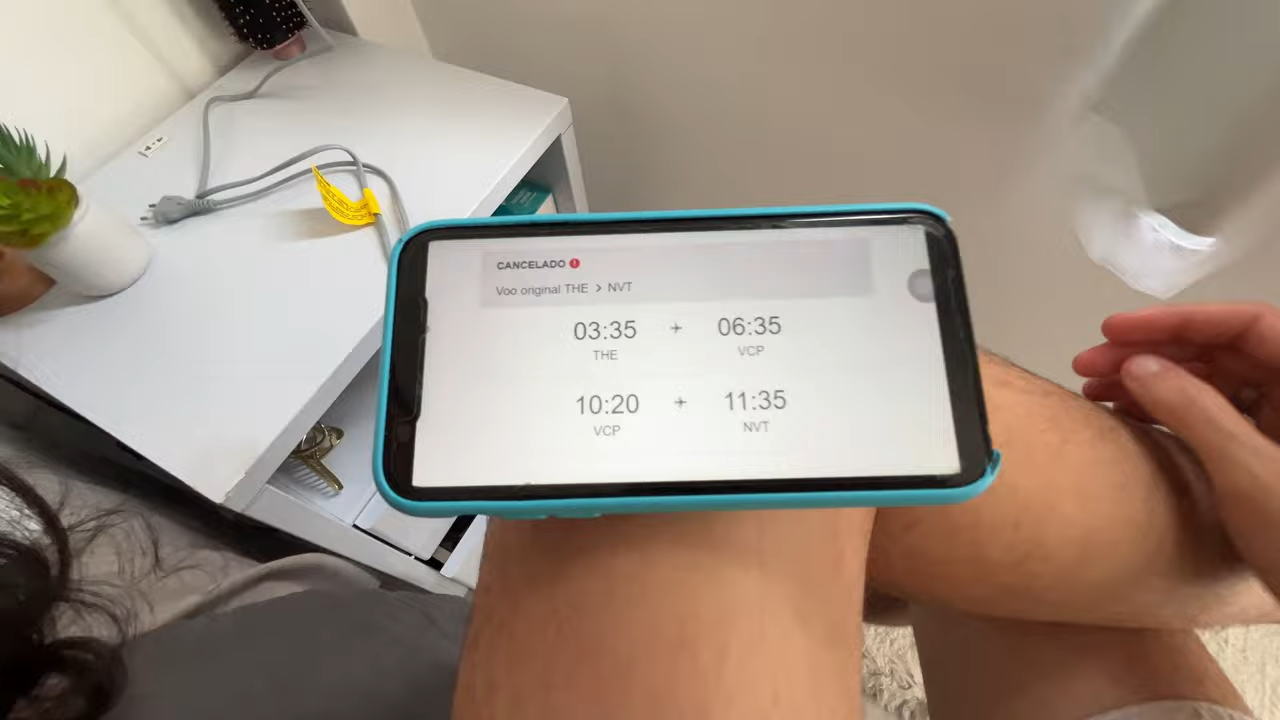 CANCELADO
Voo original THE > NVT
03:35 06:35
THE VCP
10:20 11:35
VCP NVT